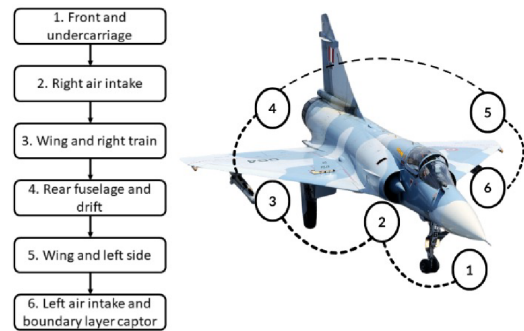 1. Front and
undercarriage
2. Right air intake
3. Wing and right train
4. Rear fuselage and
drift
5. Wing and left side
6. Left air intake and
boundary layer captor
4
5
3
2
6
1